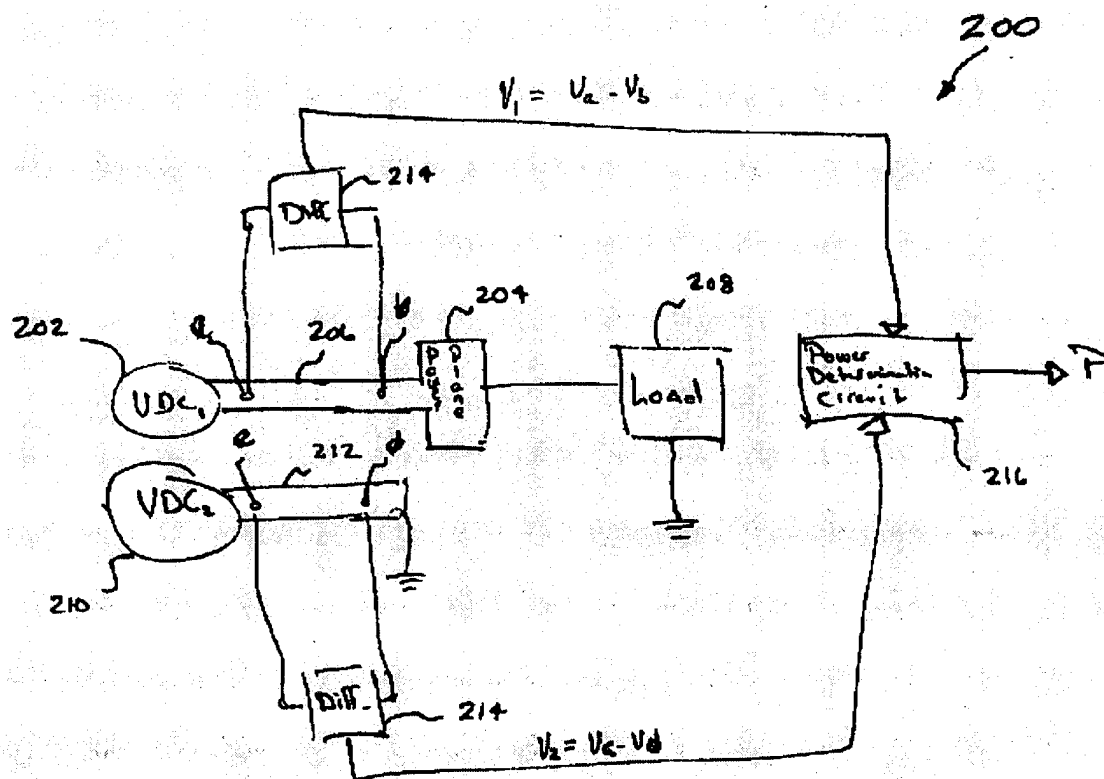 200
V₁ = Va - Vb
214
Diff.
204
208
202
a
206
b
Power
Plane
VDC₁
Load
Power
Determination
Circuit
P
c
212
d
216
VDC₂
210
Diff.
214
V₂ = Vc - Vd